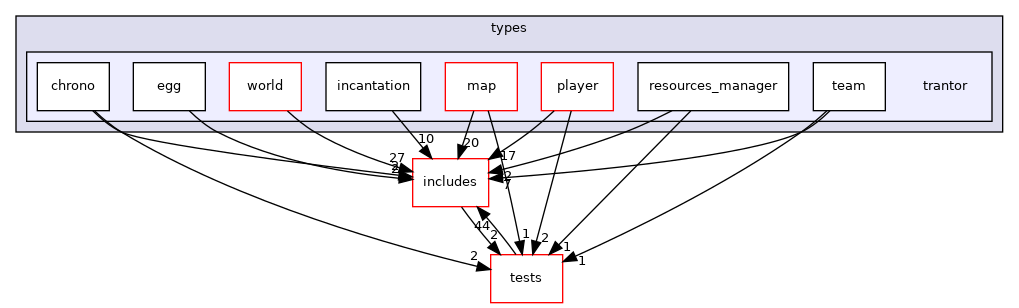 types
chrono
egg
world
incantation
map
player
resources_manager
team
trantor
10
20
17
27
2
7
includes
44
2
1
2
1
1
2
tests